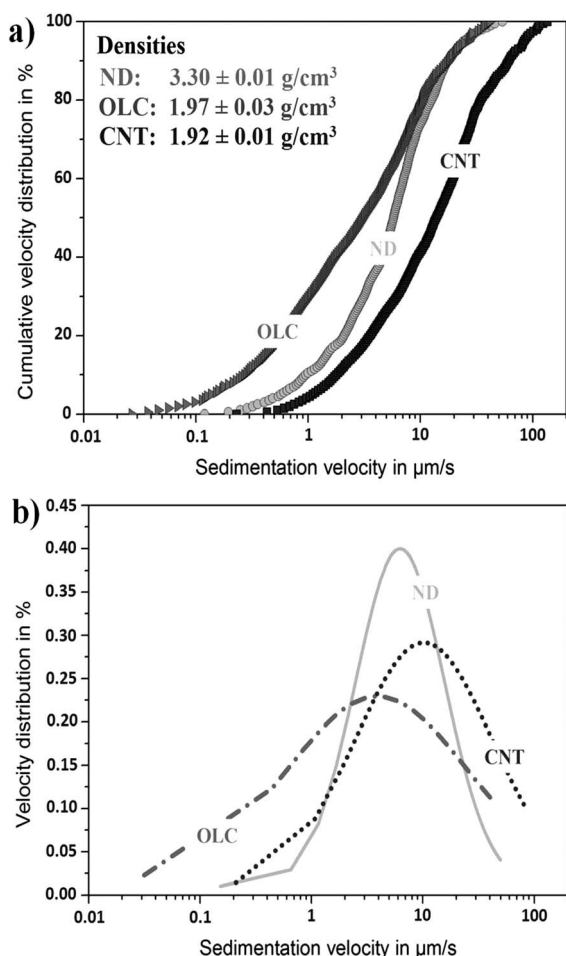 a)
Cumulative velocity distribution in %
100
80
60
40
20
0
Densities
ND: 3.30 ± 0.01 g/cm³
OLC: 1.97 ± 0.03 g/cm³
CNT: 1.92 ± 0.01 g/cm³
CNT
ND
OLC
0.01 0.1 1 10 100
Sedimentation velocity in µm/s
b)
Velocity distribution in %
0.45
0.40
0.35
0.30
0.25
0.20
0.15
0.10
0.05
0.00
ND
CNT
OLC
0.01 0.1 1 10 100
Sedimentation velocity in µm/s